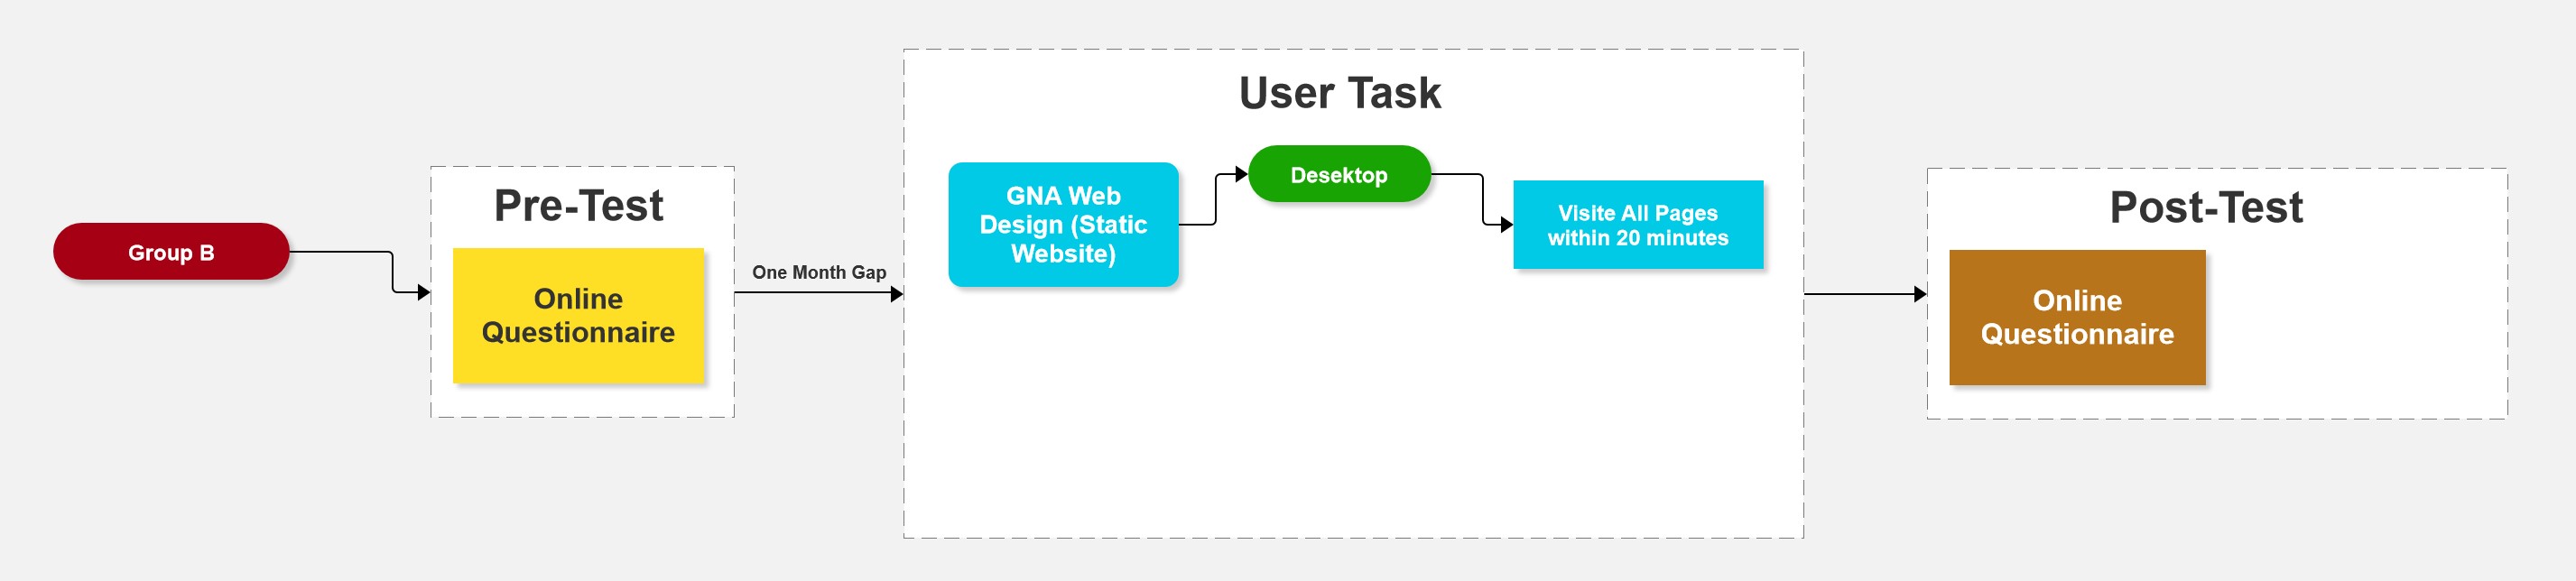 Group B
Pre-Test
Online
Questionnaire
One Month Gap
User Task
GNA Web
Design (Static
Website)
Desektop
Visite All Pages
within 20 minutes
Post-Test
Online
Questionnaire